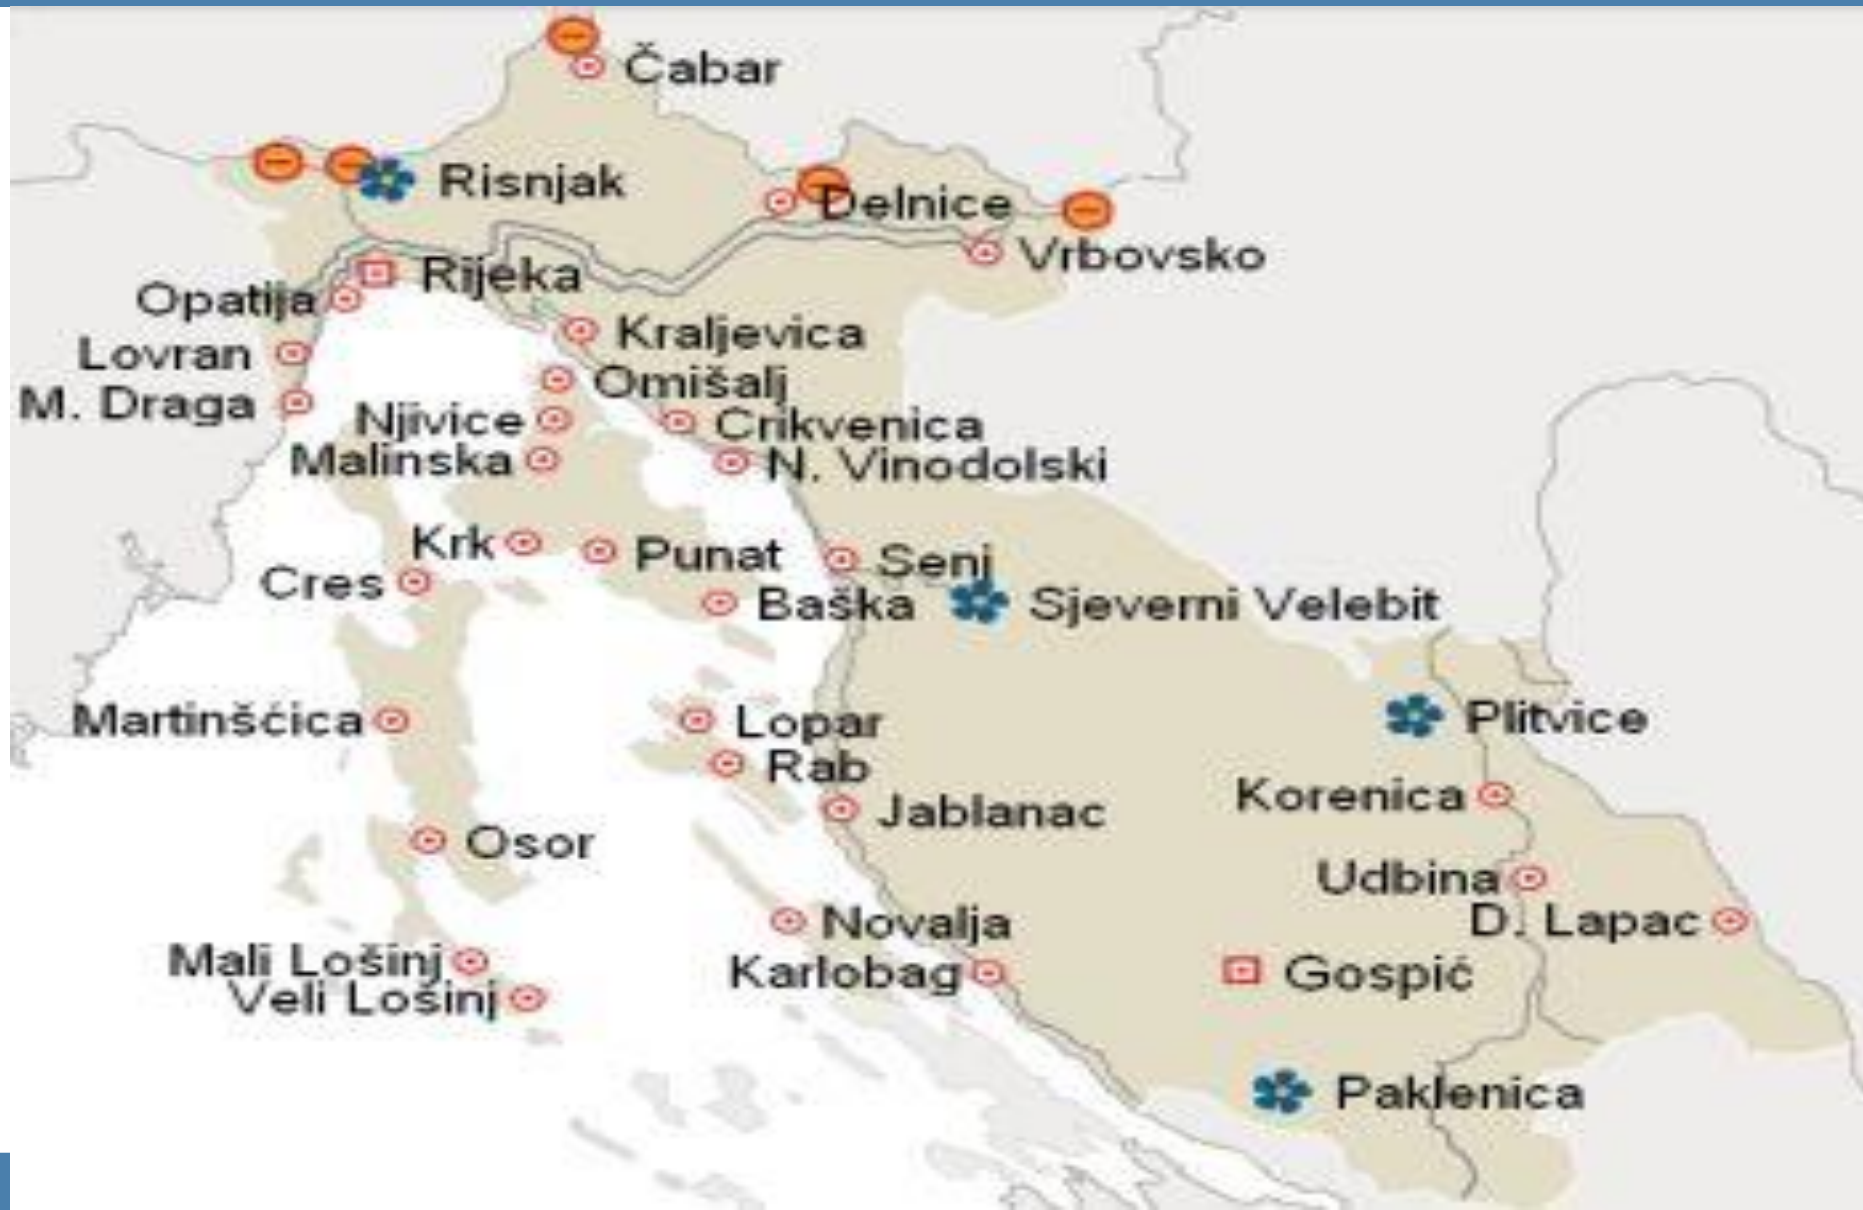 Čabar
Risnjak
Delnice
Vrbovsko
Rijeka
Opatija
Kraljevica
Lovran
Omišalj
M. Draga
Njivice
Crikvenica
Malinska
N. Vinodolski
Krk
Punat
Senj
Cres
Baška
Sjeverni Velebit
Martinšćica
Lopar
Plitvice
Rab
Korenica
Jablanac
Osor
Udbina
Novalja
D. Lapac
Mali Lošinj
Karlobag
Gospić
Veli Lošinj
Paklenica